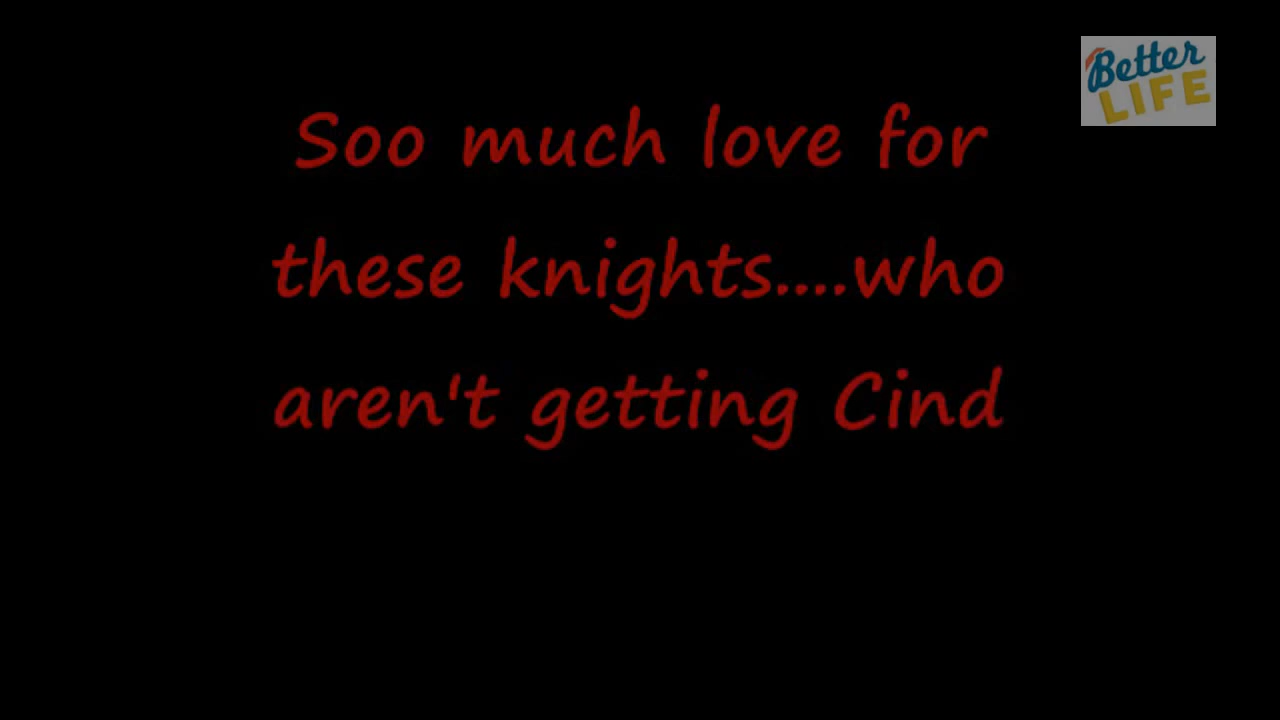 Better
LIFE
Soo much love for
these knights....who
aren't getting Cind